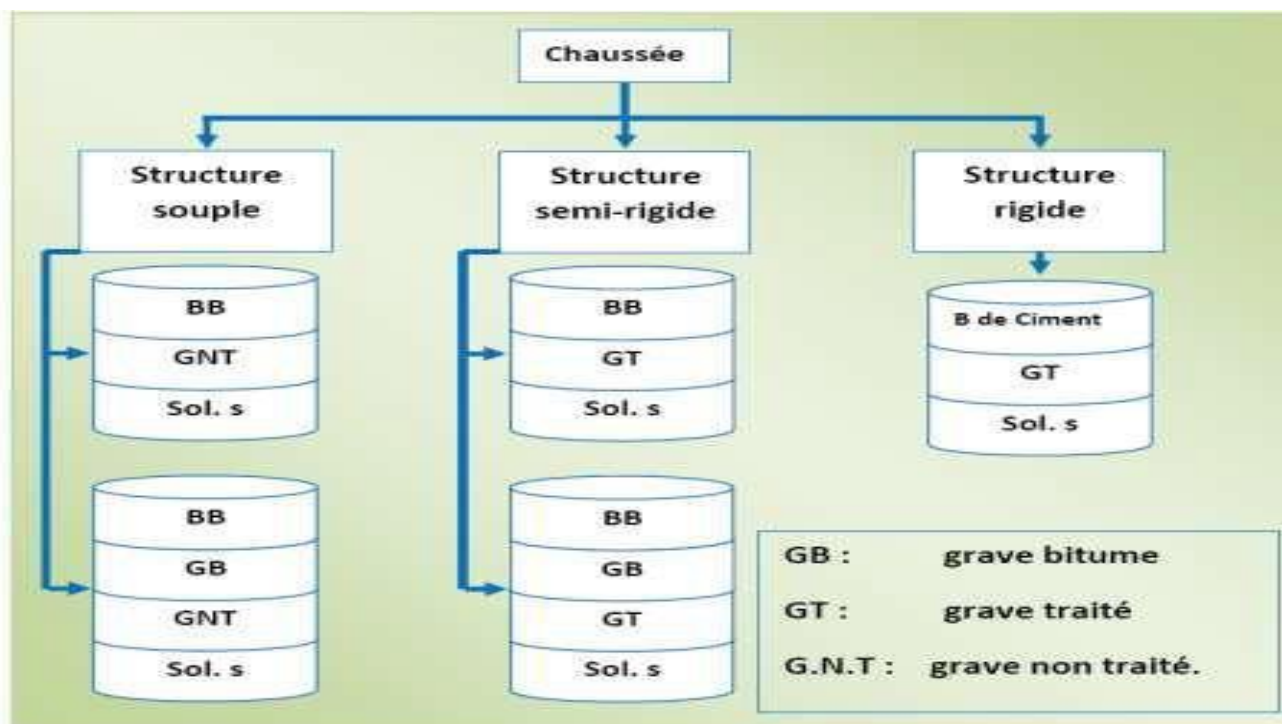 Chaussée
Structure
souple
BB
GNT
Sol. s
BB
GB
GNT
Sol. s
Structure
semi-rigide
BB
GT
Sol. s
BB
GB
GT
Sol. s
Structure
rigide
B de Ciment
GT
Sol. s
GB : grave bitume
GT : grave traité
G.N.T : grave non traité.